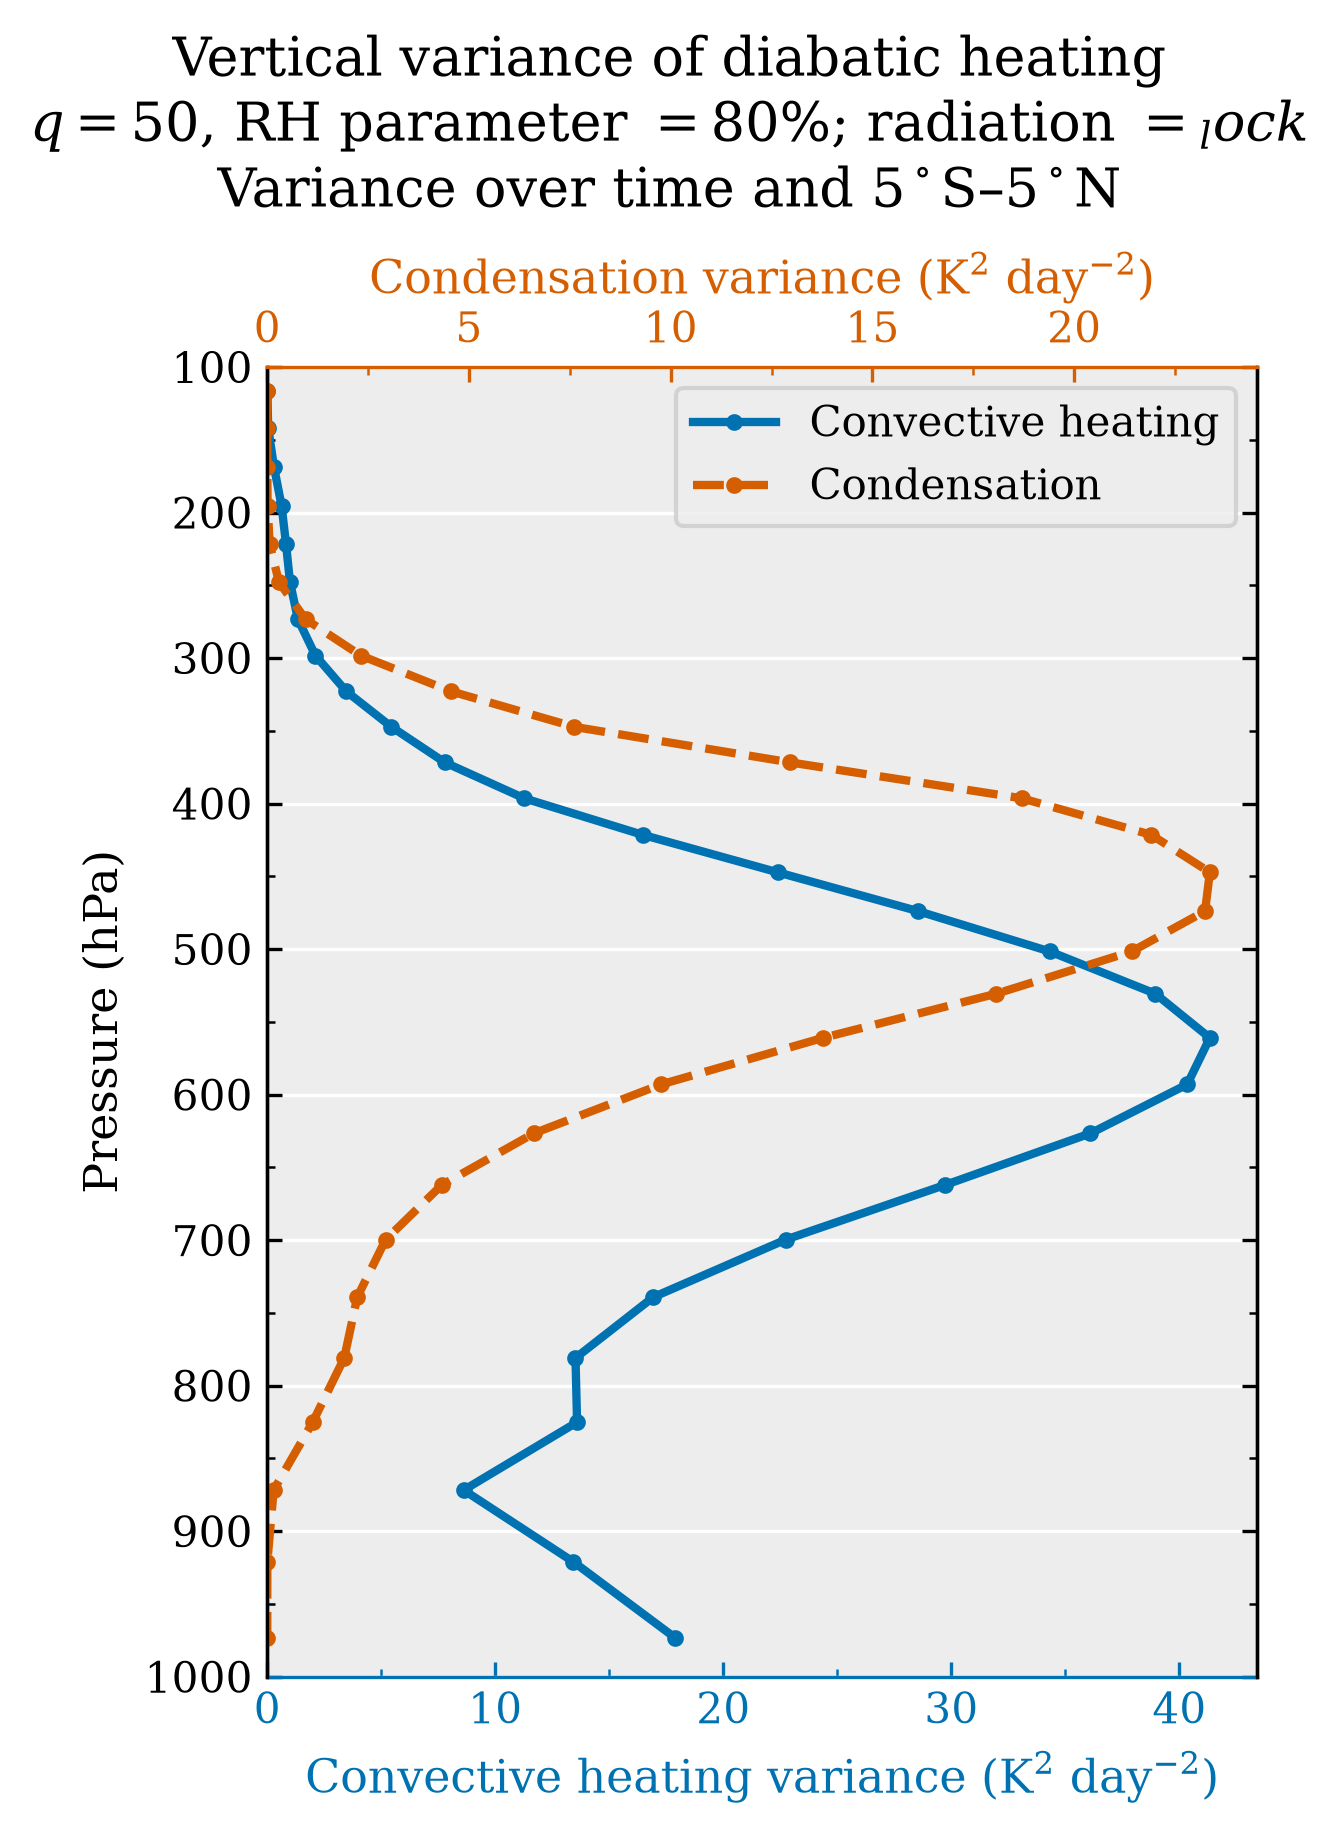 Vertical variance of diabatic heating
q = 50, RH parameter = 80%; radiation = ₗock
Variance over time and 5°S–5°N
Condensation variance (K² day⁻²)
0 5 10 15 20
100
Convective heating
Condensation
200
300
400
500
600
700
800
900
1000
Pressure (hPa)
0 10 20 30 40
Convective heating variance (K² day⁻²)